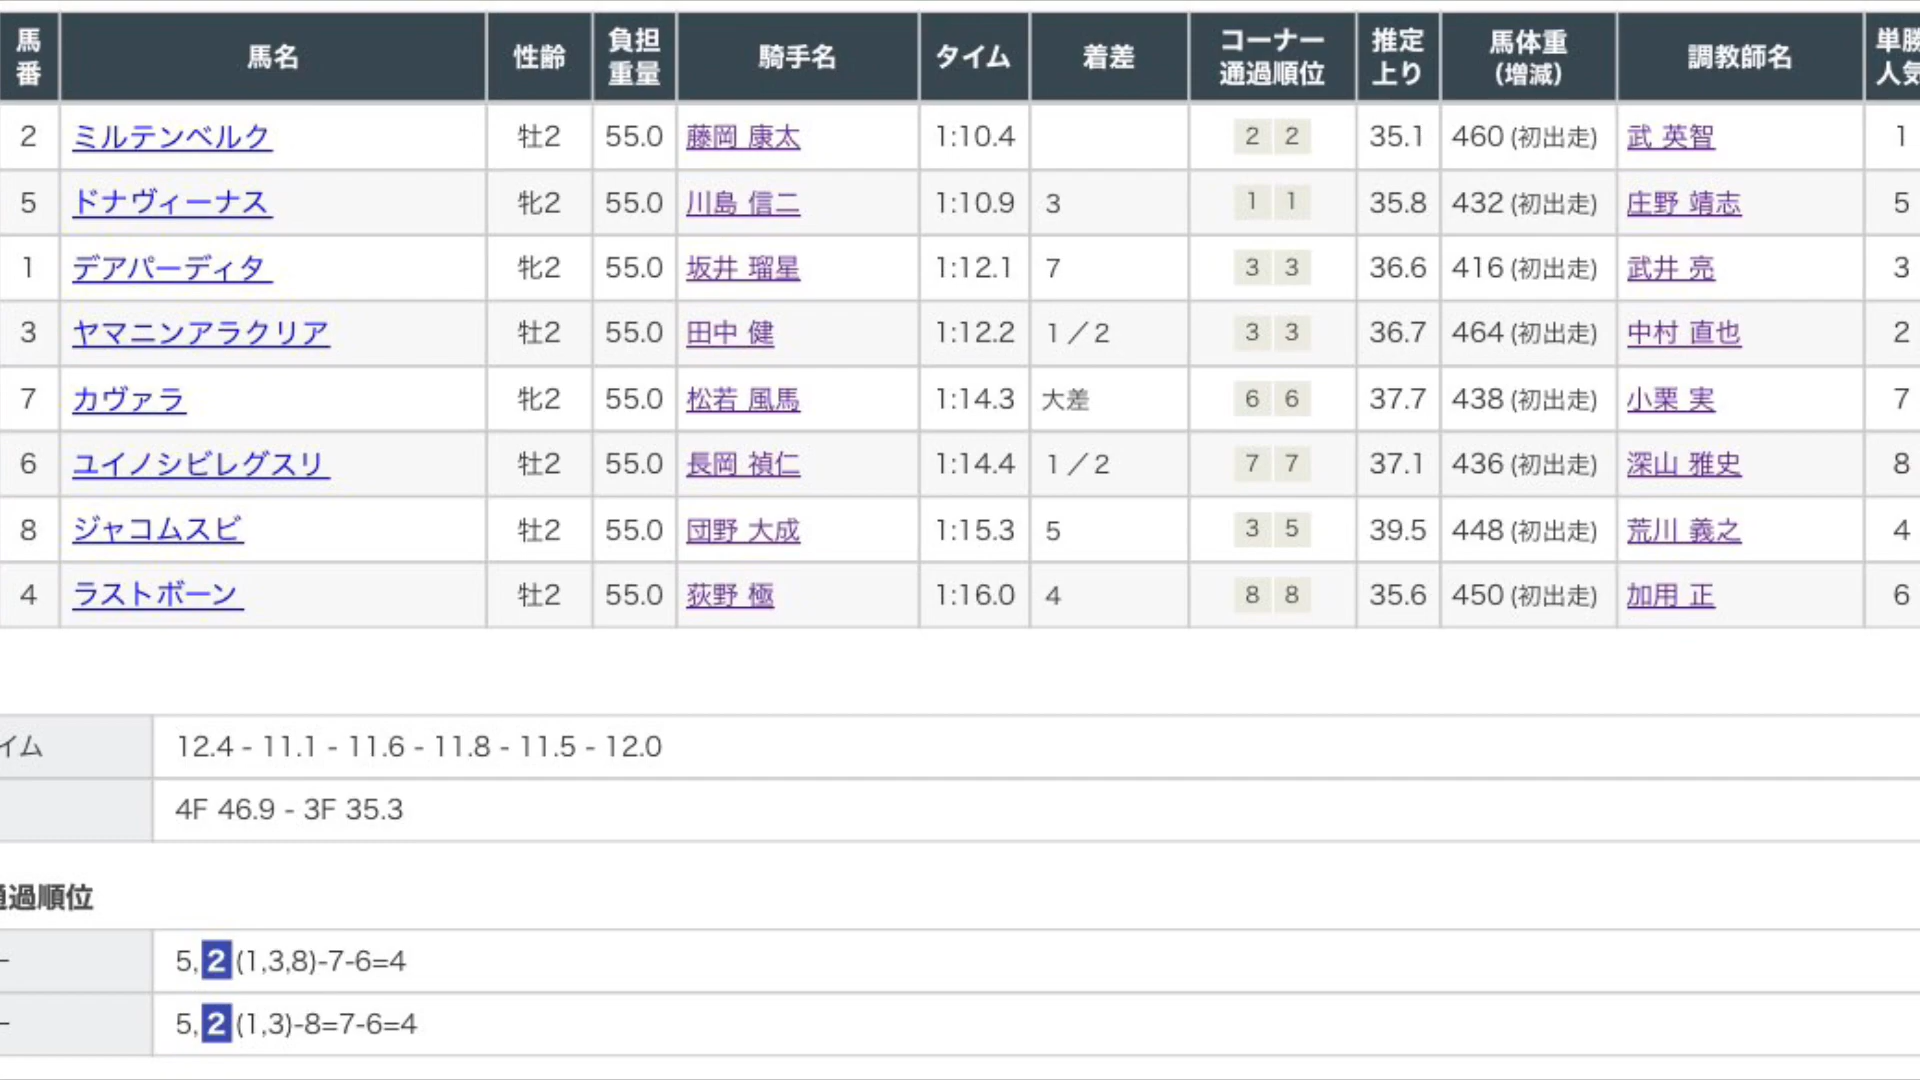 馬番 馬名 性齢 負担重量 騎手名 タイム 着差 コーナー通過順位 推定上り 馬体重(増減) 調教師名 単勝人気
2 ミルテンベルク 牡2 55.0 藤岡 康太 1:10.4 2 2 35.1 460 (初出走) 武 英智 1
5 ドナヴィーナス 牝2 55.0 川島 信二 1:10.9 3 1 1 35.8 432 (初出走) 庄野 靖志 5
1 デアパーディタ 牝2 55.0 坂井 瑠星 1:12.1 7 3 3 36.6 416 (初出走) 武井 亮 3
3 ヤマニンアラクリア 牡2 55.0 田中 健 1:12.2 1／2 3 3 36.7 464 (初出走) 中村 直也 2
7 カヴァラ 牝2 55.0 松若 風馬 1:14.3 大差 6 6 37.7 438 (初出走) 小栗 実 7
6 ユイノシビレグスリ 牡2 55.0 長岡 禎仁 1:14.4 1／2 7 7 37.1 436 (初出走) 深山 雅史 8
8 ジャコムスビ 牡2 55.0 団野 大成 1:15.3 5 3 5 39.5 448 (初出走) 荒川 義之 4
4 ラストボーン 牡2 55.0 荻野 極 1:16.0 4 8 8 35.6 450 (初出走) 加用 正 6
イム 12.4 - 11.1 - 11.6 - 11.8 - 11.5 - 12.0
4F 46.9 - 3F 35.3
通過順位
ー 5,2(1,3,8)-7-6=4
ー 5,2(1,3)-8=7-6=4